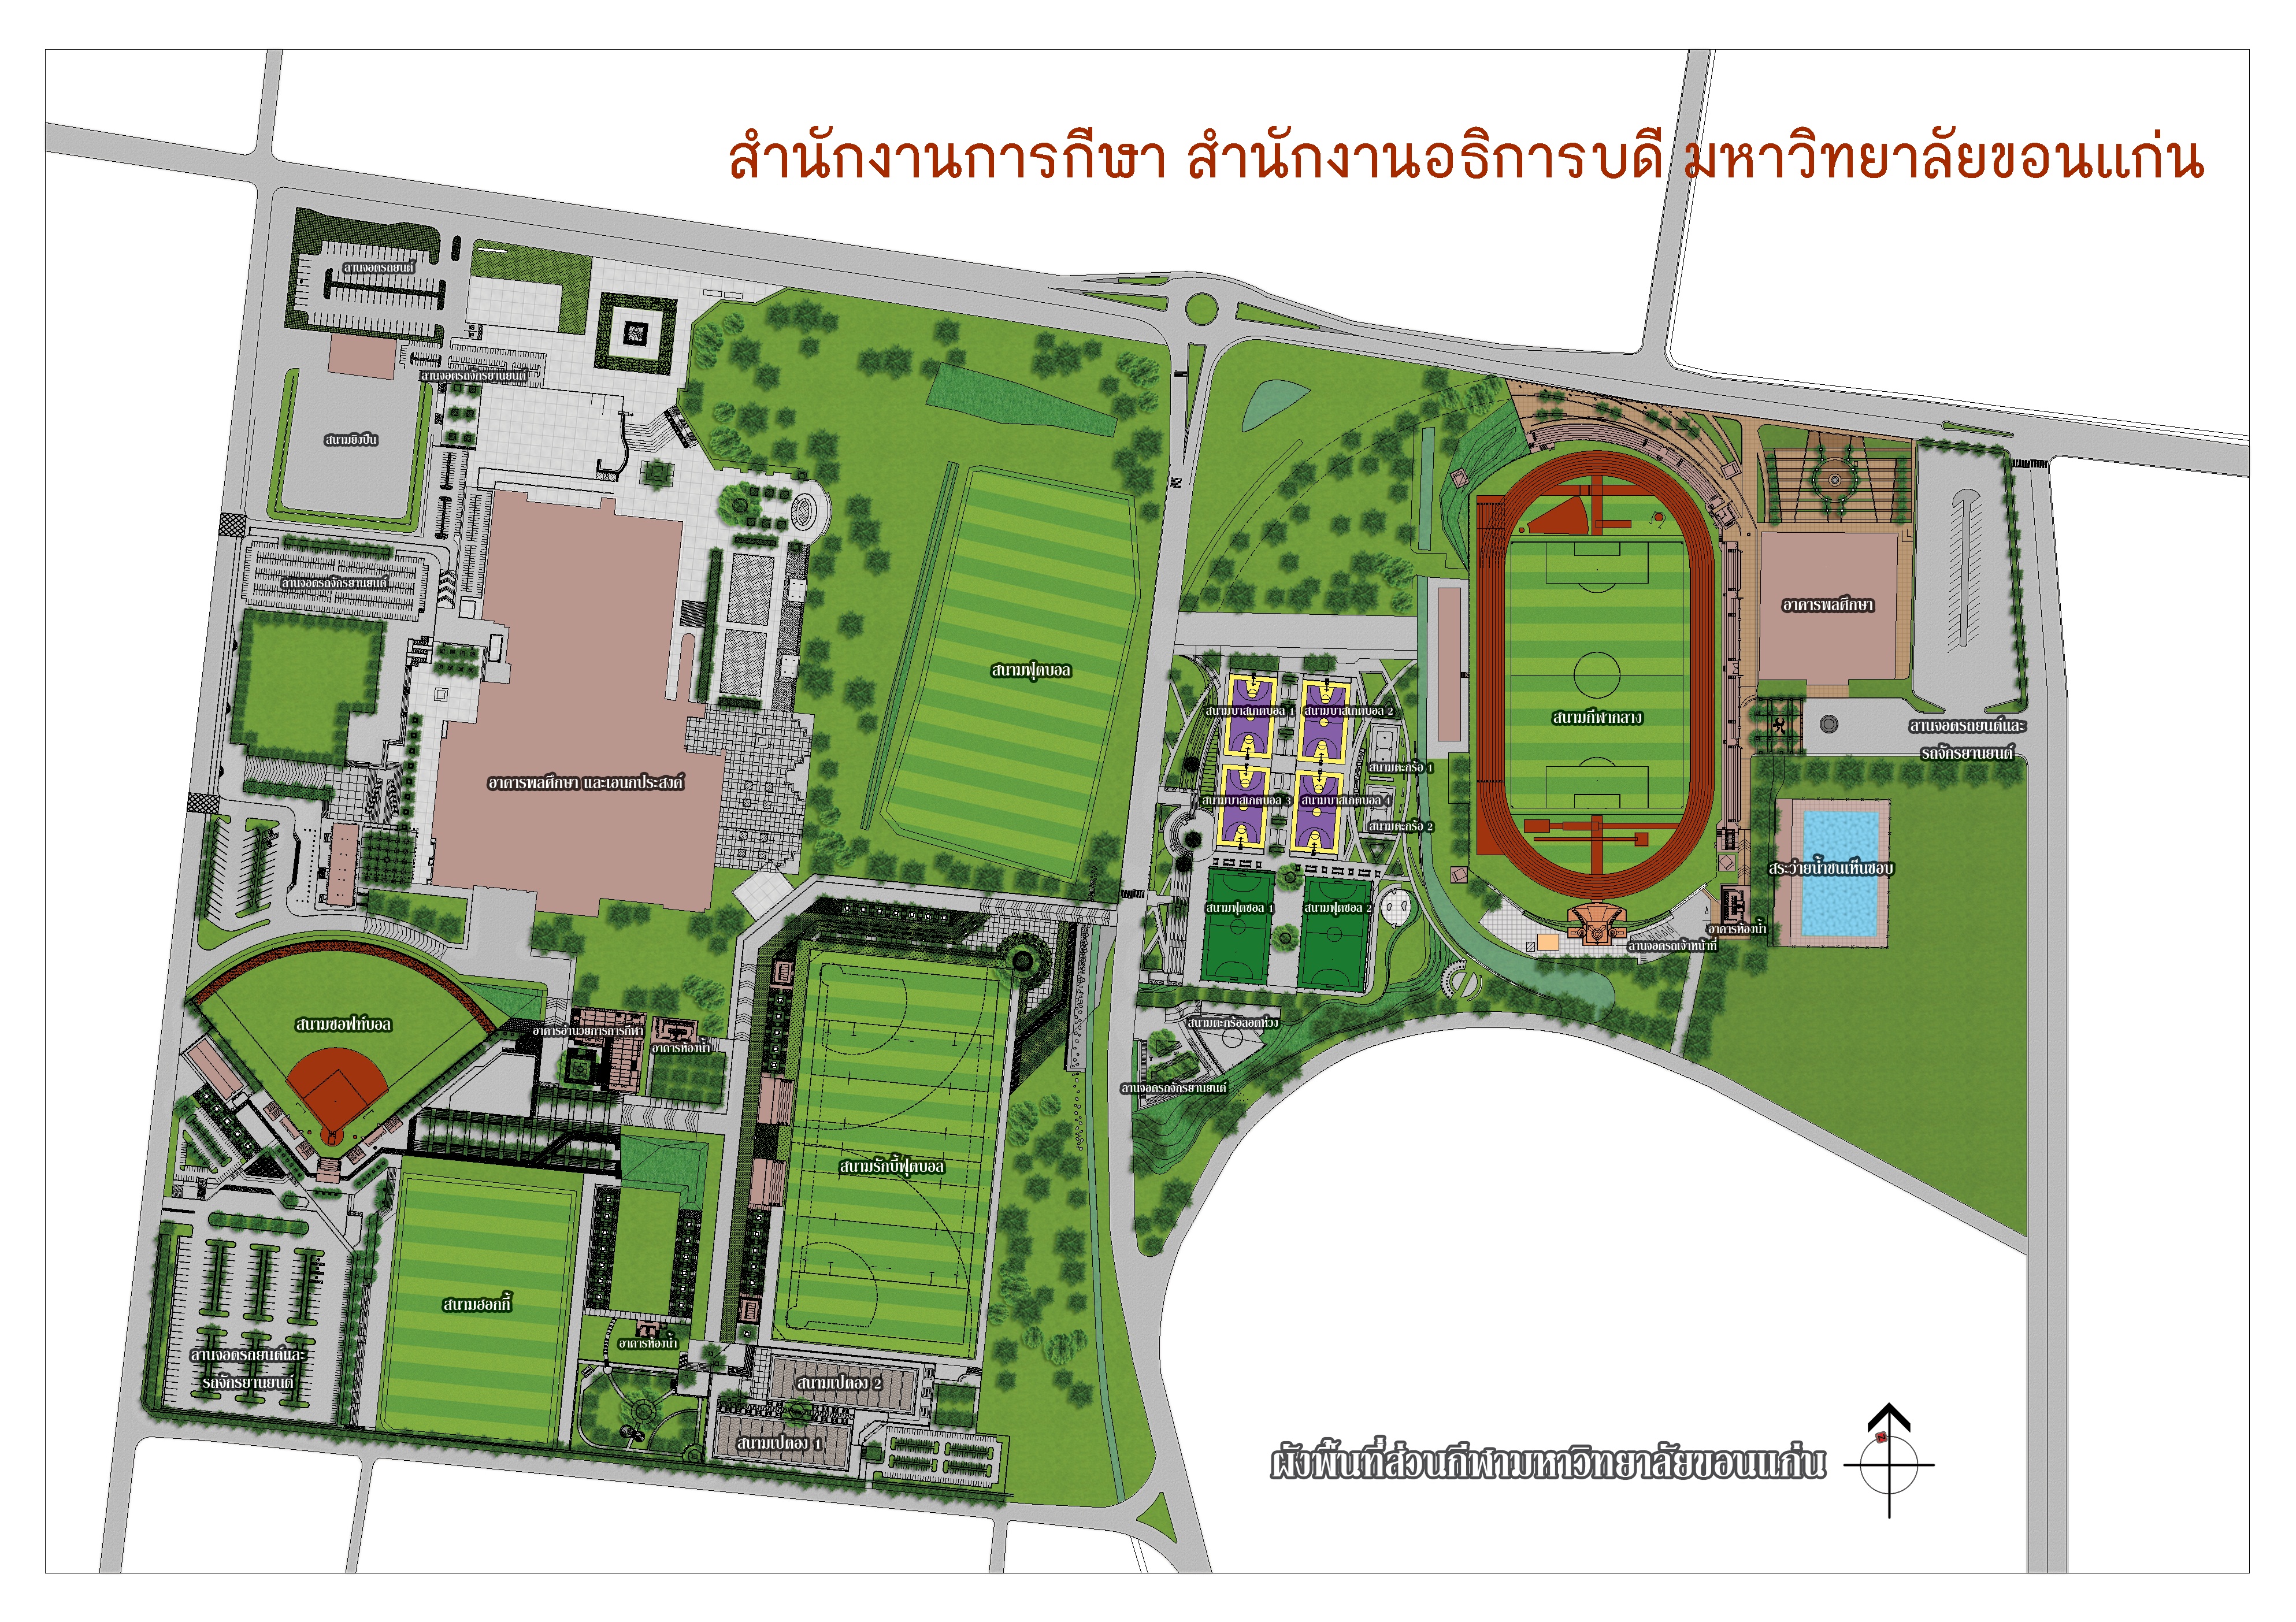 สำนักงานการกีฬา สำนักงานอธิการบดี มหาวิทยาลัยขอนแก่น
ลานจอดรถยนต์
ลานจอดรถจักรยานยนต์
สนามยิงปืน
ลานจอดรถจักรยานยนต์
อาคารพลศึกษา
สนามฟุตบอล
สนามบาสเกตบอล 1
สนามบาสเกตบอล 2
สนามกีฬากลาง
ลานจอดรถยนต์และ
รถจักรยานยนต์
สนามตะกร้อ 1
อาคารพลศึกษา และเอนกประสงค์
สนามบาสเกตบอล 3
สนามบาสเกตบอล 4
สนามตะกร้อ 2
สระว่ายน้ำชนเห็นชอบ
สนามฟุตซอล 1
สนามฟุตซอล 2
อาคารห้องน้ำ
ลานจอดรถเจ้าหน้าที่
สนามซอฟท์บอล
อาคารอำนวยการกีฬา
อาคารห้องน้ำ
สนามตะกร้อลอดห่วง
ลานจอดรถจักรยานยนต์
สนามรักบี้ฟุตบอล
สนามฮอกกี้
อาคารห้องน้ำ
ลานจอดรถยนต์และ
รถจักรยานยนต์
สนามเปตอง 2
สนามเปตอง 1
ผังพื้นที่ส่วนกีฬามหาวิทยาลัยขอนแก่น